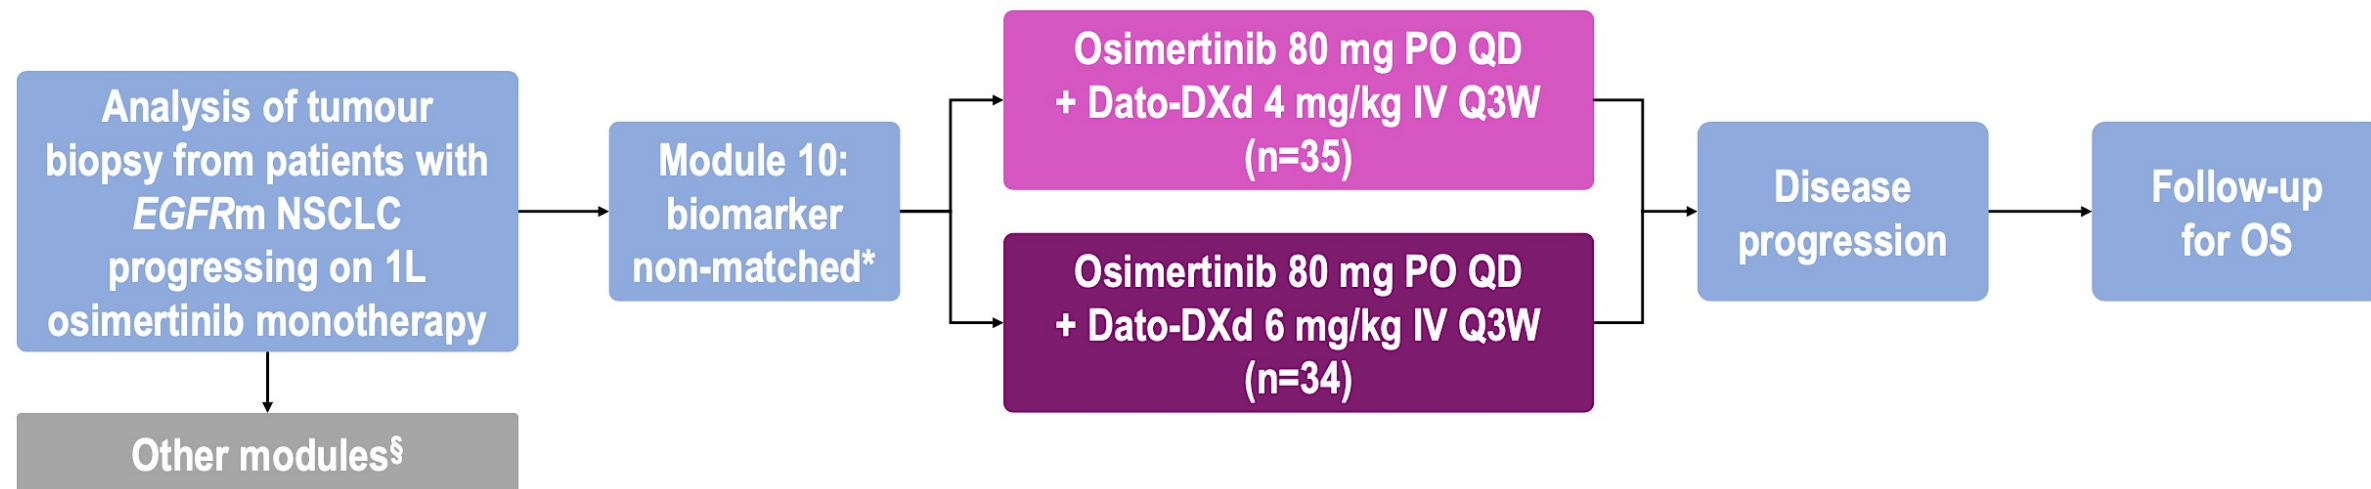 Analysis of tumour
biopsy from patients with
EGFRm NSCLC
progressing on 1L
osimertinib monotherapy
Other modules§
Module 10:
biomarker
non-matched*
Osimertinib 80 mg PO QD
+ Dato-DXd 4 mg/kg IV Q3W
(n=35)
Osimertinib 80 mg PO QD
+ Dato-DXd 6 mg/kg IV Q3W
(n=34)
Disease
progression
Follow-up
for OS